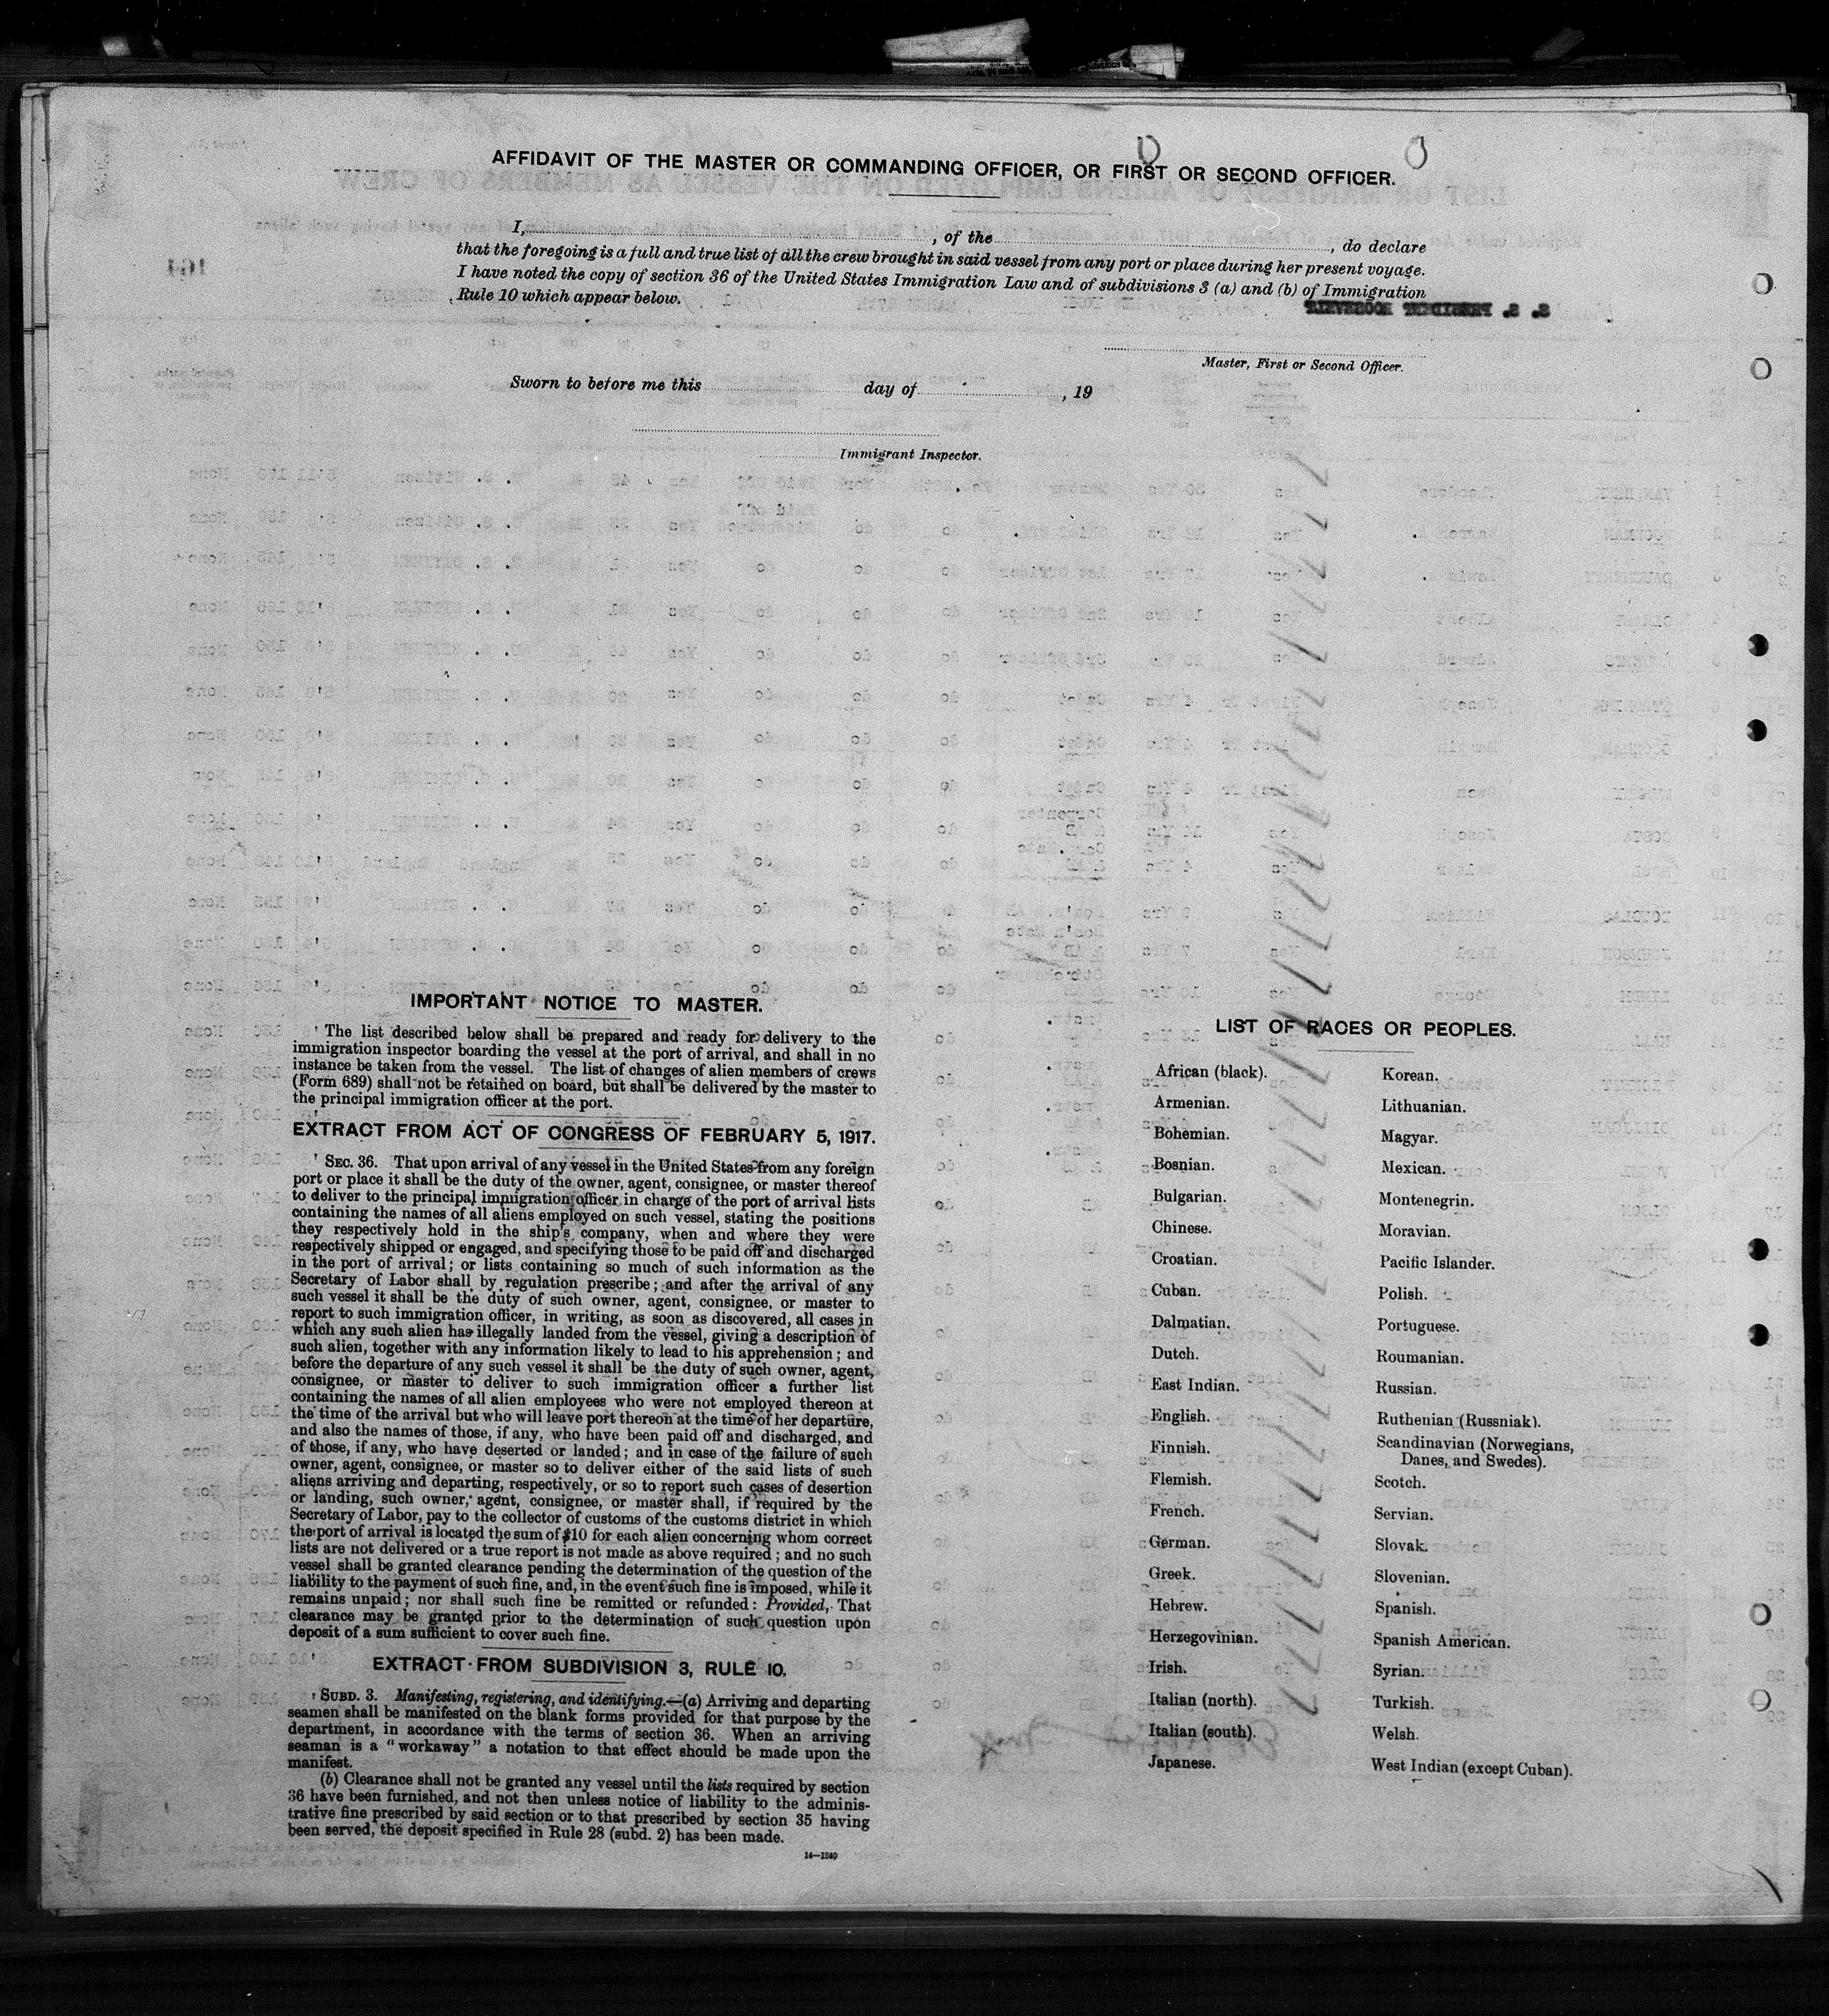 AFFIDAVIT OF THE MASTER OR COMMANDING OFFICER, OR FIRST OR SECOND OFFICER.
I, , of the , do declare
that the foregoing is a full and true list of all the crew brought in said vessel from any port or place during her present voyage.
I have noted the copy of section 36 of the United States Immigration Law and of subdivisions 3 (a) and (b) of Immigration
Rule 10 which appear below.
S. S. PRESIDENT ROOSEVELT
Master, First or Second Officer.
Sworn to before me this day of , 19
Immigrant Inspector.
IMPORTANT NOTICE TO MASTER.
The list described below shall be prepared and ready for delivery to the
immigration inspector boarding the vessel at the port of arrival, and shall in no
instance be taken from the vessel. The list of changes of alien members of crews
(Form 689) shall not be retained on board, but shall be delivered by the master to
the principal immigration officer at the port.
EXTRACT FROM ACT OF CONGRESS OF FEBRUARY 5, 1917.
SEC. 36. That upon arrival of any vessel in the United States from any foreign
port or place it shall be the duty of the owner, agent, consignee, or master thereof
to deliver to the principal immigration officer in charge of the port of arrival lists
containing the names of all aliens employed on such vessel, stating the positions
they respectively hold in the ship's company, when and where they were
respectively shipped or engaged, and specifying those to be paid off and discharged
in the port of arrival; or lists containing so much of such information as the
Secretary of Labor shall by regulation prescribe; and after the arrival of any
such vessel it shall be the duty of such owner, agent, consignee, or master to
report to such immigration officer, in writing, as soon as discovered, all cases in
which any such alien has illegally landed from the vessel, giving a description of
such alien, together with any information likely to lead to his apprehension; and
before the departure of any such vessel it shall be the duty of such owner, agent,
consignee, or master to deliver to such immigration officer a further list
containing the names of all alien employees who were not employed thereon at
the time of the arrival but who will leave port thereon at the time of her departure,
and also the names of those, if any, who have been paid off and discharged, and
of those, if any, who have deserted or landed; and in case of the failure of such
owner, agent, consignee, or master so to deliver either of the said lists of such
aliens arriving and departing, respectively, or so to report such cases of desertion
or landing, such owner, agent, consignee, or master shall, if required by the
Secretary of Labor, pay to the collector of customs of the customs district in which
the port of arrival is located the sum of $10 for each alien concerning whom correct
lists are not delivered or a true report is not made as above required; and no such
vessel shall be granted clearance pending the determination of the question of the
liability to the payment of such fine, and, in the event such fine is imposed, while it
remains unpaid; nor shall such fine be remitted or refunded: Provided, That
clearance may be granted prior to the determination of such question upon
deposit of a sum sufficient to cover such fine.
EXTRACT FROM SUBDIVISION 3, RULE 10.
SUBD. 3. Manifesting, registering, and identifying.—(a) Arriving and departing
seamen shall be manifested on the blank forms provided for that purpose by the
department, in accordance with the terms of section 36. When an arriving
seaman is a "workaway" a notation to that effect should be made upon the
manifest.
(b) Clearance shall not be granted any vessel until the lists required by section
36 have been furnished, and not then unless notice of liability to the adminis-
trative fine prescribed by said section or to that prescribed by section 35 having
been served, the deposit specified in Rule 28 (subd. 2) has been made.
14—1240
LIST OF RACES OR PEOPLES.
African (black).
Armenian.
Bohemian.
Bosnian.
Bulgarian.
Chinese.
Croatian.
Cuban.
Dalmatian.
Dutch.
East Indian.
English.
Finnish.
Flemish.
French.
German.
Greek.
Hebrew.
Herzegovinian.
Irish.
Italian (north).
Italian (south).
Japanese.
Korean.
Lithuanian.
Magyar.
Mexican.
Montenegrin.
Moravian.
Pacific Islander.
Polish.
Portuguese.
Roumanian.
Russian.
Ruthenian (Russniak).
Scandinavian (Norwegians,
Danes, and Swedes).
Scotch.
Servian.
Slovak.
Slovenian.
Spanish.
Spanish American.
Syrian.
Turkish.
Welsh.
West Indian (except Cuban).